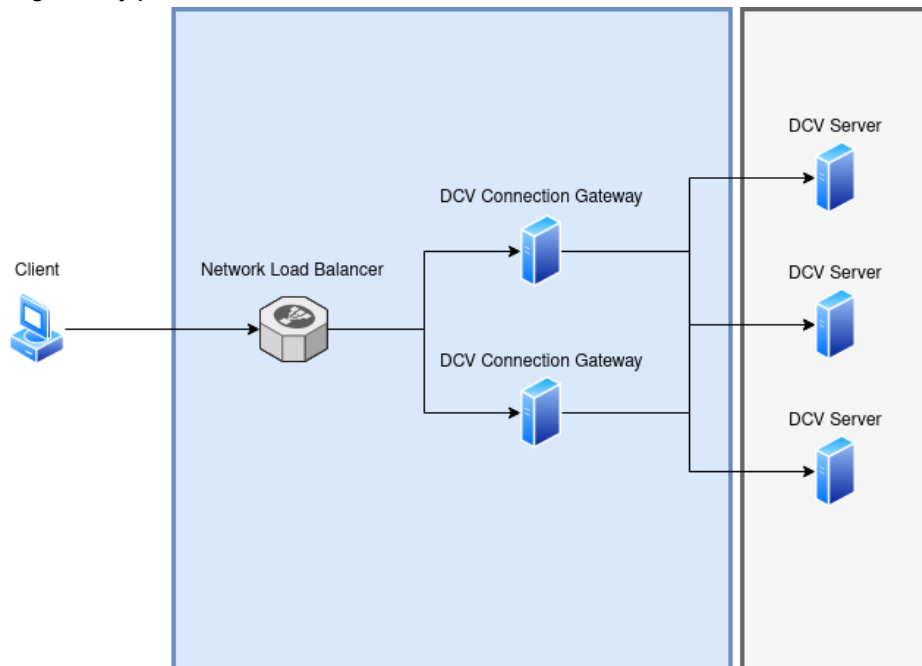 DCV Server
DCV Connection Gateway
Client
Network Load Balancer
DCV Server
DCV Connection Gateway
DCV Server